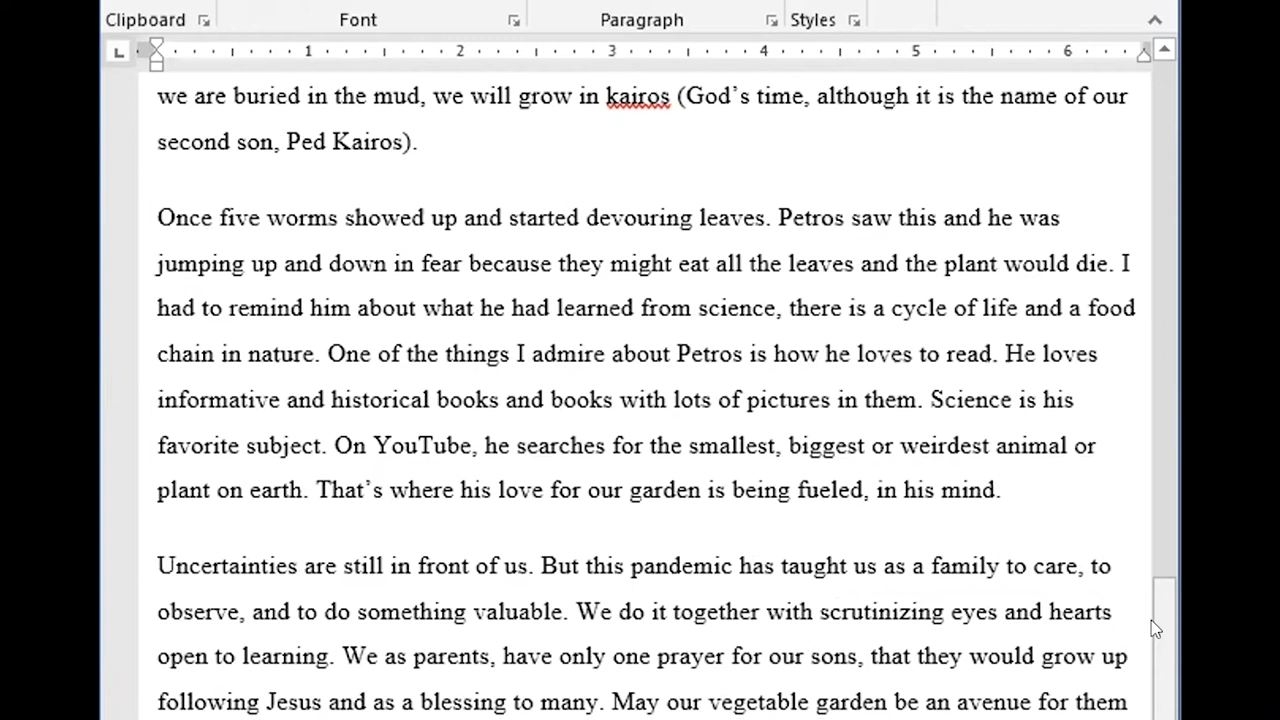 Clipboard Font Paragraph Styles
L 1 2 3 4 5 6
we are buried in the mud, we will grow in kairos (God’s time, although it is the name of our
second son, Ped Kairos).
Once five worms showed up and started devouring leaves. Petros saw this and he was
jumping up and down in fear because they might eat all the leaves and the plant would die. I
had to remind him about what he had learned from science, there is a cycle of life and a food
chain in nature. One of the things I admire about Petros is how he loves to read. He loves
informative and historical books and books with lots of pictures in them. Science is his
favorite subject. On YouTube, he searches for the smallest, biggest or weirdest animal or
plant on earth. That’s where his love for our garden is being fueled, in his mind.
Uncertainties are still in front of us. But this pandemic has taught us as a family to care, to
observe, and to do something valuable. We do it together with scrutinizing eyes and hearts
open to learning. We as parents, have only one prayer for our sons, that they would grow up
following Jesus and as a blessing to many. May our vegetable garden be an avenue for them